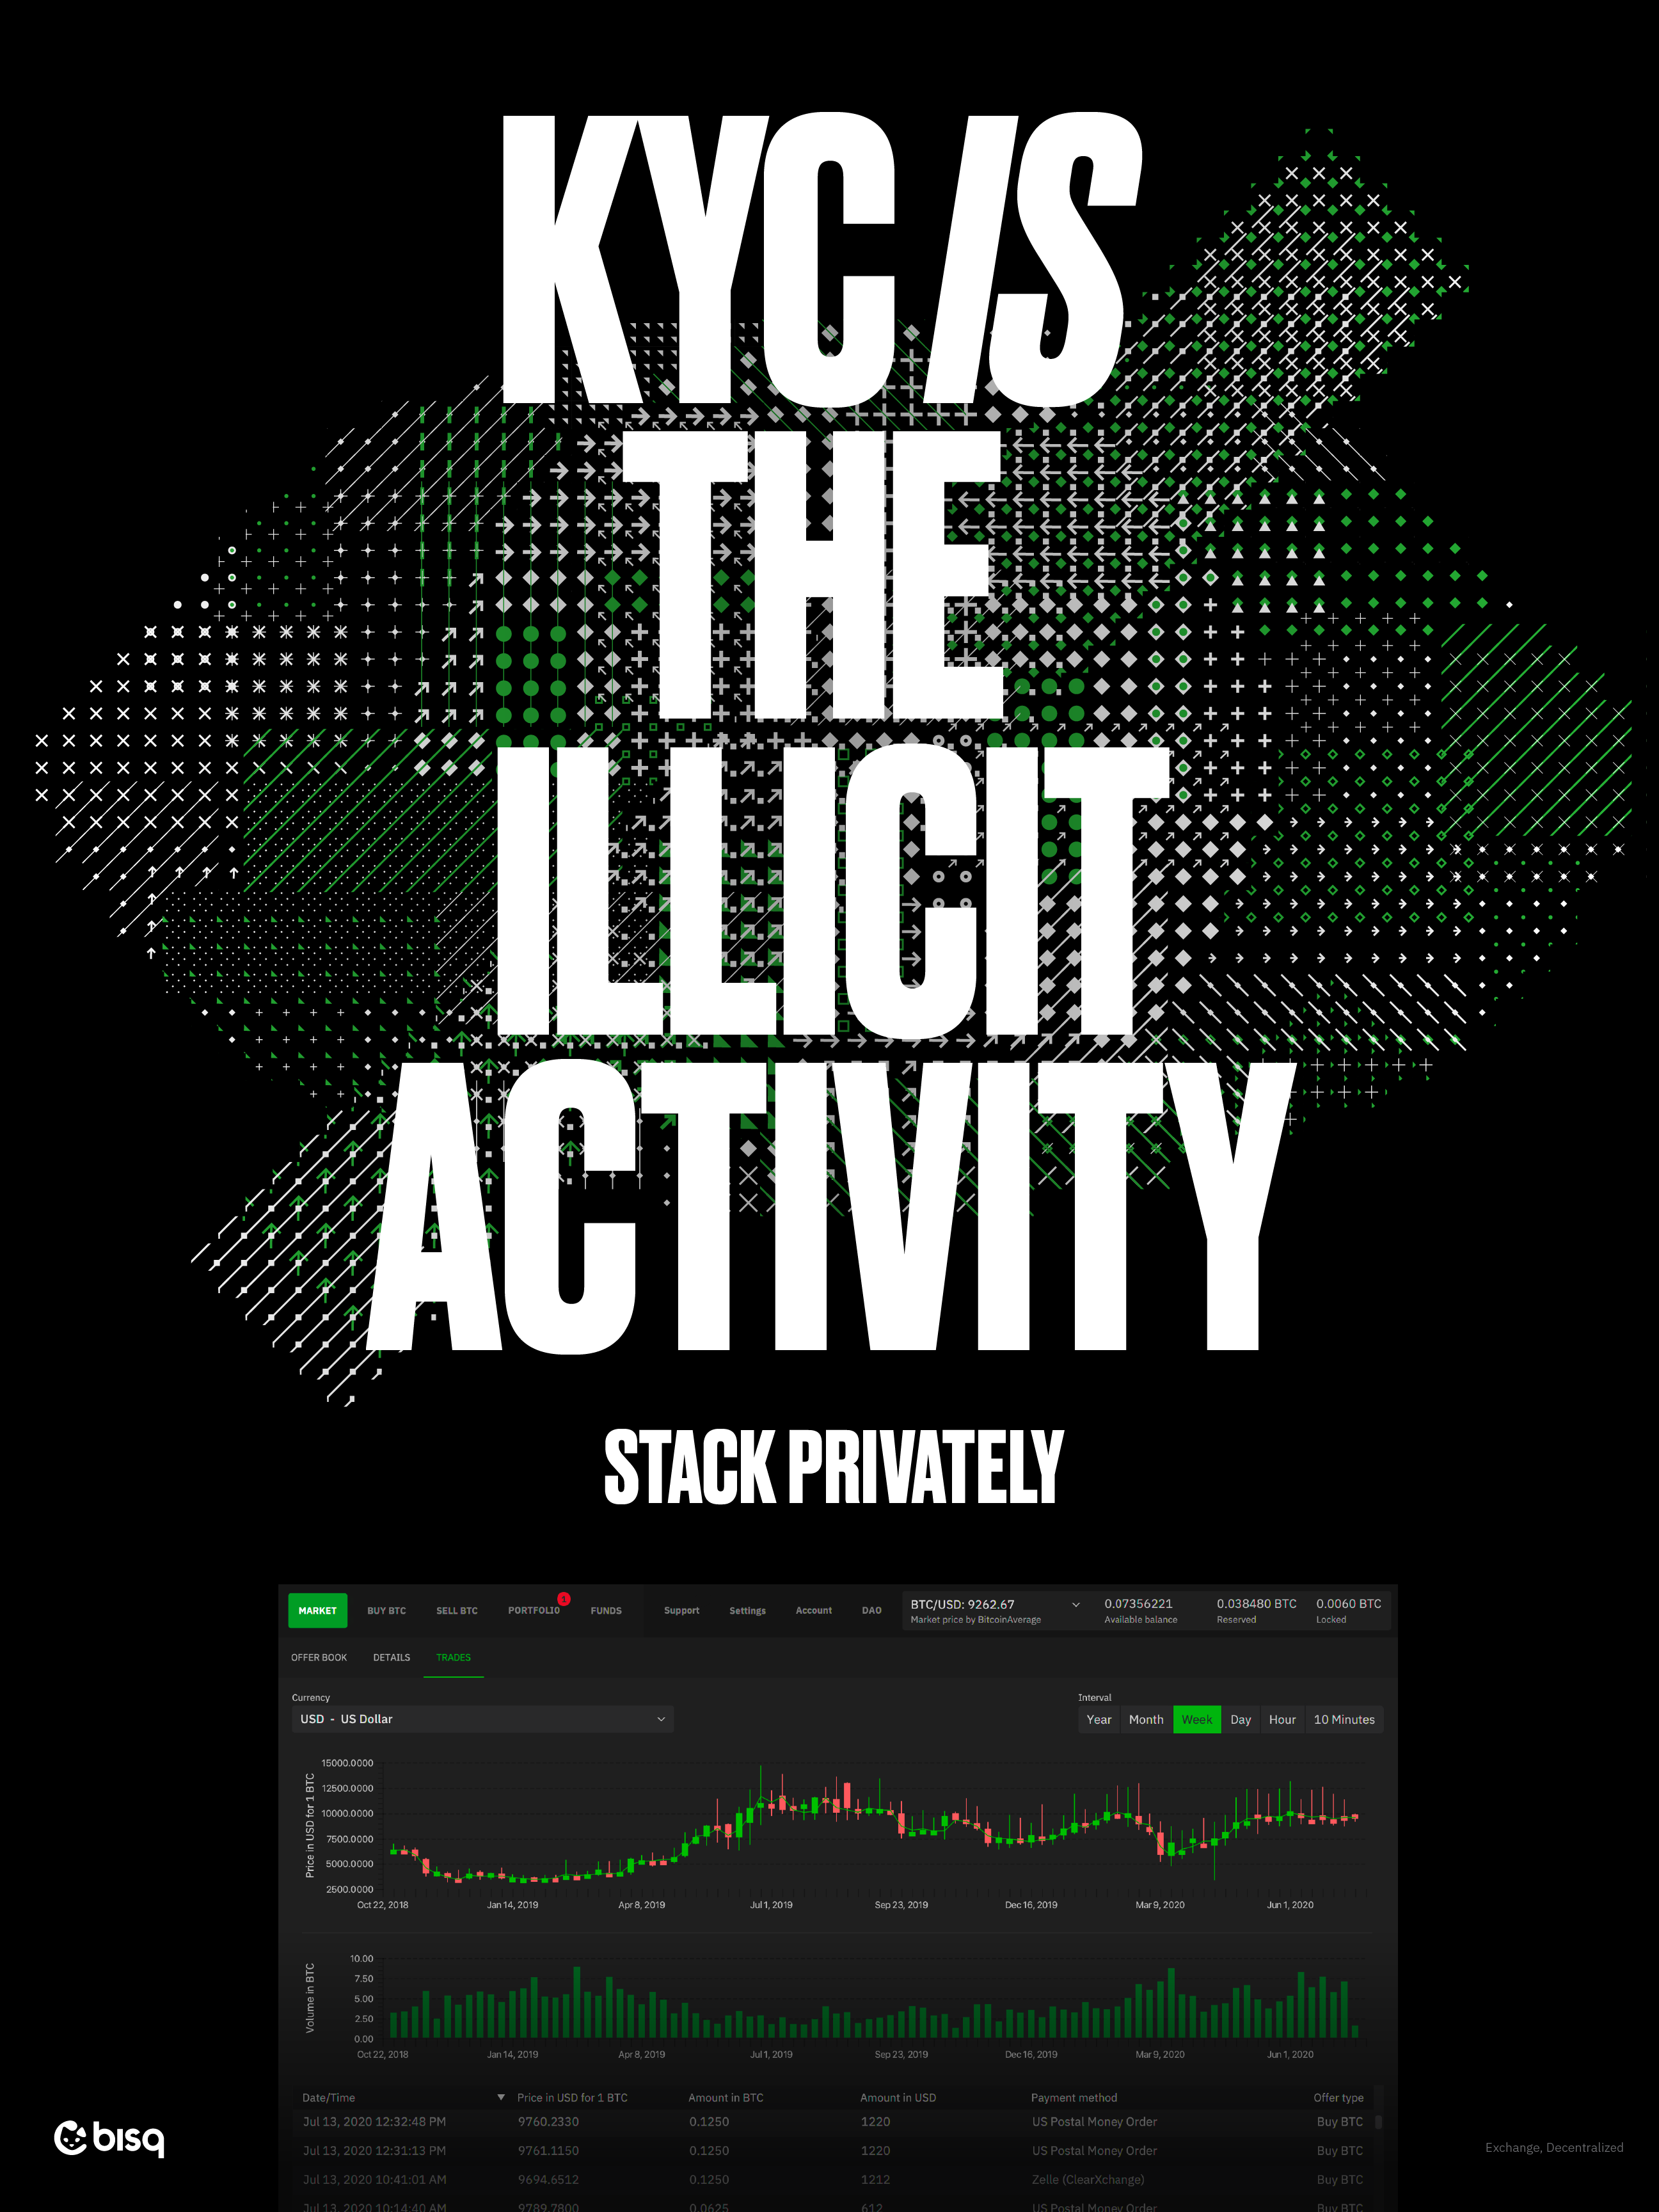 KYC IS
THE
ILLICIT
ACTIVITY
STACK PRIVATELY
MARKET BUY BTC SELL BTC PORTFOLIO 1 FUNDS Support Settings Account DAO BTC/USD: 9262.67 0.07356221 0.038480 BTC 0.0060 BTC
Market price by BitcoinAverage Available balance Reserved Locked
OFFER BOOK DETAILS TRADES
Currency Interval
USD - US Dollar Year Month Week Day Hour 10 Minutes
Price in USD for 1 BTC
15000.0000
12500.0000
10000.0000
7500.0000
5000.0000
2500.0000
Oct 22, 2018 Jan 14, 2019 Apr 8, 2019 Jul 1, 2019 Sep 23, 2019 Dec 16, 2019 Mar 9, 2020 Jun 1, 2020
Volume in BTC
10.00
7.50
5.00
2.50
0.00
Oct 22, 2018 Jan 14, 2019 Apr 8, 2019 Jul 1, 2019 Sep 23, 2019 Dec 16, 2019 Mar 9, 2020 Jun 1, 2020
Date/Time Price in USD for 1 BTC Amount in BTC Amount in USD Payment method Offer type
Jul 13, 2020 12:32:48 PM 9760.2330 0.1250 1220 US Postal Money Order Buy BTC
Jul 13, 2020 12:31:13 PM 9761.1150 0.1250 1220 US Postal Money Order Buy BTC
Jul 13, 2020 10:41:01 AM 9694.6512 0.1250 1212 Zelle (ClearXchange) Buy BTC
Jul 13, 2020 10:14:40 AM 9789.7800 0.0625 612 US Postal Money Order Buy BTC
bisq
Exchange, Decentralized